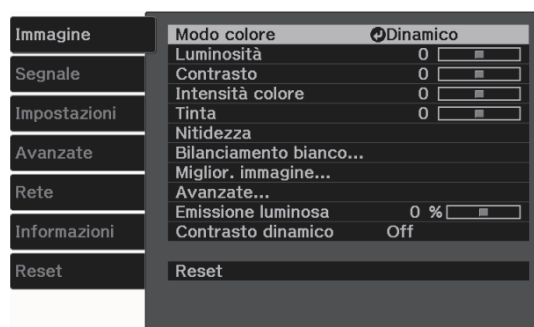 Immagine
Segnale
Impostazioni
Avanzate
Rete
Informazioni
Reset
Modo colore Dinamico
Luminosità 0
Contrasto 0
Intensità colore 0
Tinta 0
Nitidezza
Bilanciamento bianco...
Miglior. immagine...
Avanzate...
Emissione luminosa 0 %
Contrasto dinamico Off
Reset